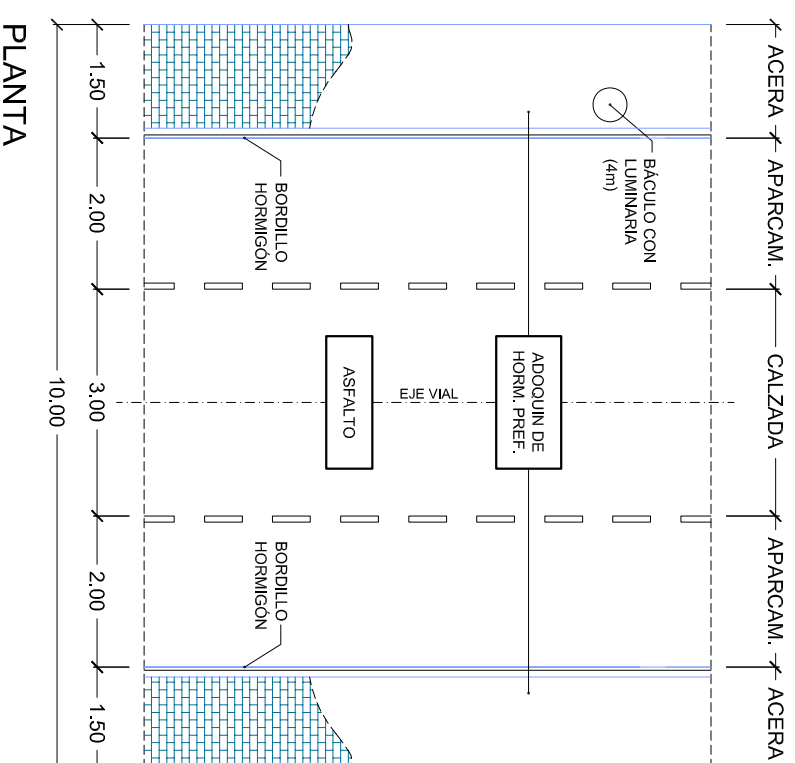 ACERA
APARCAM.
CALZADA
APARCAM.
ACERA
BÁCULO CON
LUMINARIA
(4m)
ADOQUIN DE
HORM. PREF.
EJE VIAL
ASFALTO
BORDILLO
HORMIGÓN
BORDILLO
HORMIGÓN
1.50
2.00
3.00
2.00
1.50
10.00
PLANTA